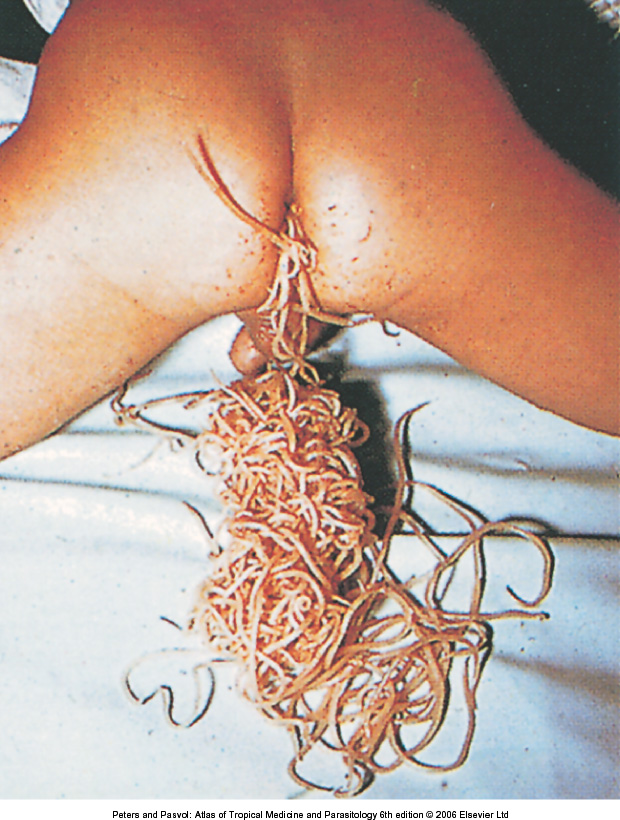 Peters and Pasvol: Atlas of Tropical Medicine and Parasitology 6th edition © 2006 Elsevier Ltd